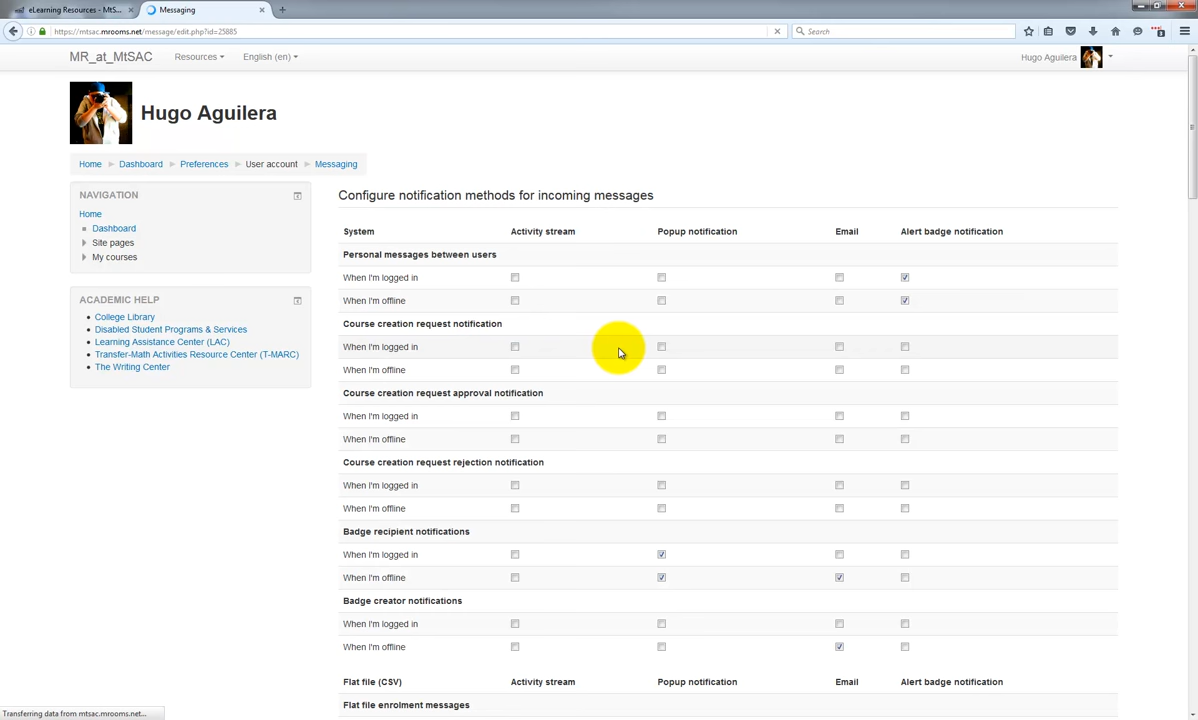 eLearning Resources - MtS...
Messaging
https://mtsac.mrooms.net/message/edit.php?id=25885
Search
MR_at_MtSAC
Resources
English (en)
Hugo Aguilera
Hugo Aguilera
Home
Dashboard
Preferences
User account
Messaging
NAVIGATION
Home
Dashboard
Site pages
My courses
ACADEMIC HELP
College Library
Disabled Student Programs & Services
Learning Assistance Center (LAC)
Transfer-Math Activities Resource Center (T-MARC)
The Writing Center
Configure notification methods for incoming messages
System Activity stream Popup notification Email Alert badge notification
Personal messages between users
When I'm logged in
When I'm offline
Course creation request notification
When I'm logged in
When I'm offline
Course creation request approval notification
When I'm logged in
When I'm offline
Course creation request rejection notification
When I'm logged in
When I'm offline
Badge recipient notifications
When I'm logged in
When I'm offline
Badge creator notifications
When I'm logged in
When I'm offline
Flat file (CSV) Activity stream Popup notification Email Alert badge notification
Flat file enrolment messages
Transferring data from mtsac.mrooms.net...